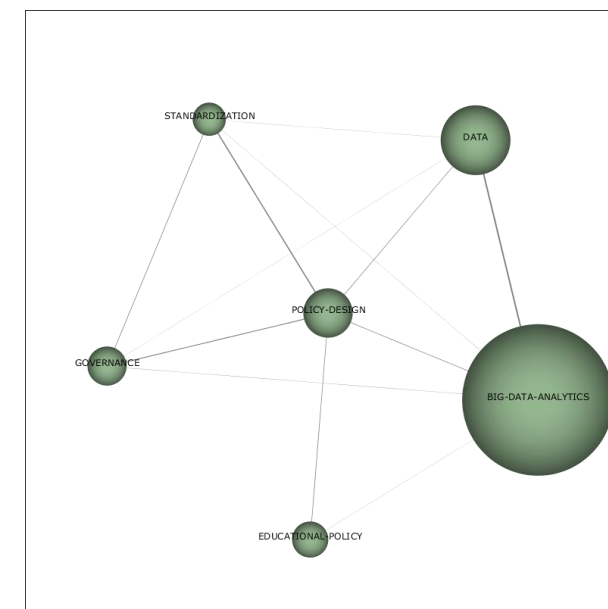 STANDARDIZATION
DATA
POLICY-DESIGN
GOVERNANCE
BIG-DATA-ANALYTICS
EDUCATIONAL-POLICY